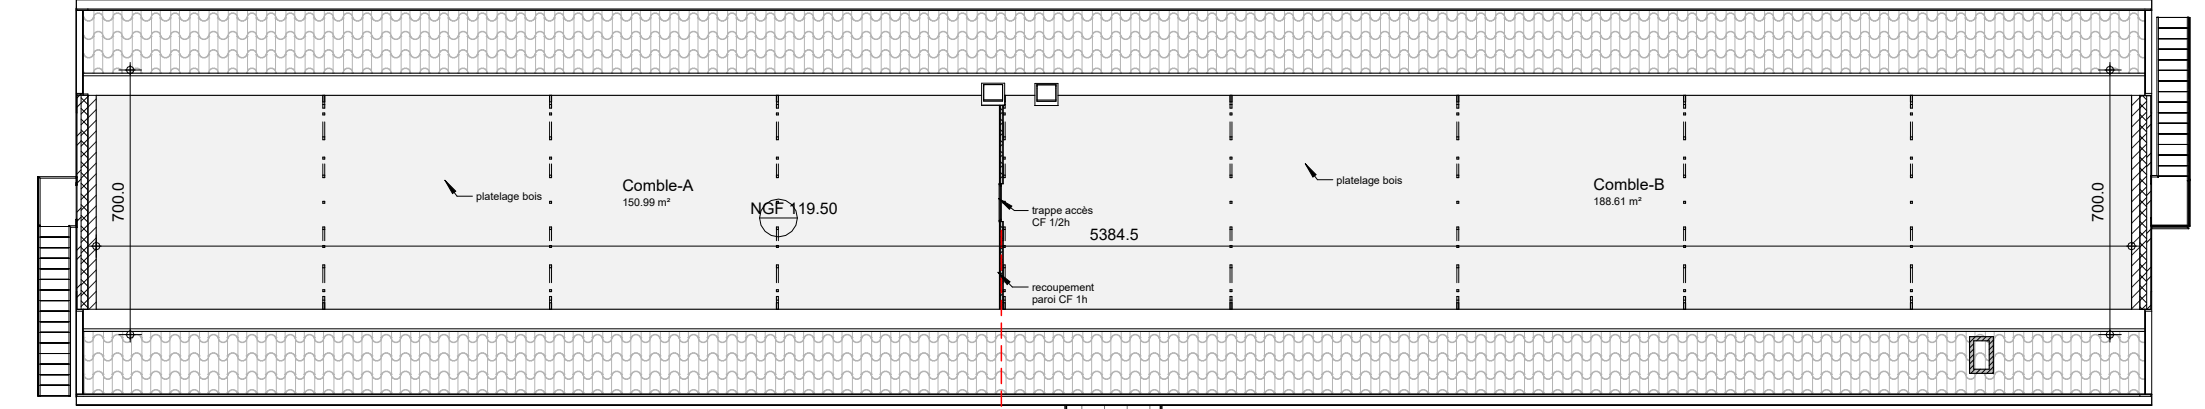 700.0
platelage bois
Comble-A
150.99 m²
NGF 119.50
trappe accès
CF 1/2h
5384.5
recoupement
paroi CF 1h
platelage bois
Comble-B
188.61 m²
700.0